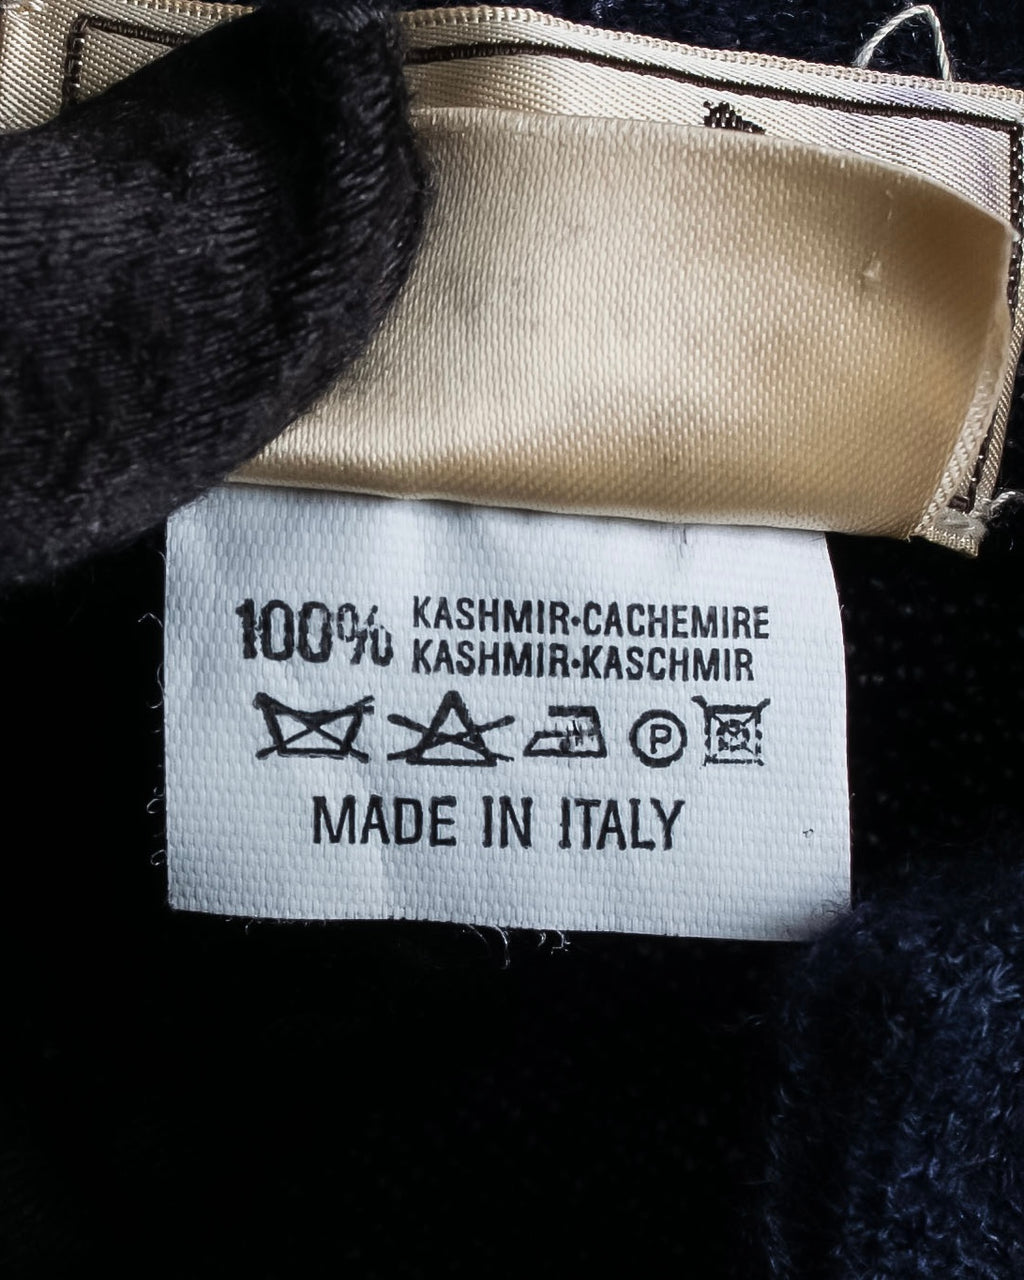 100% KASHMIR·CACHEMIRE
KASHMIR·KASCHMIR
P
MADE IN ITALY